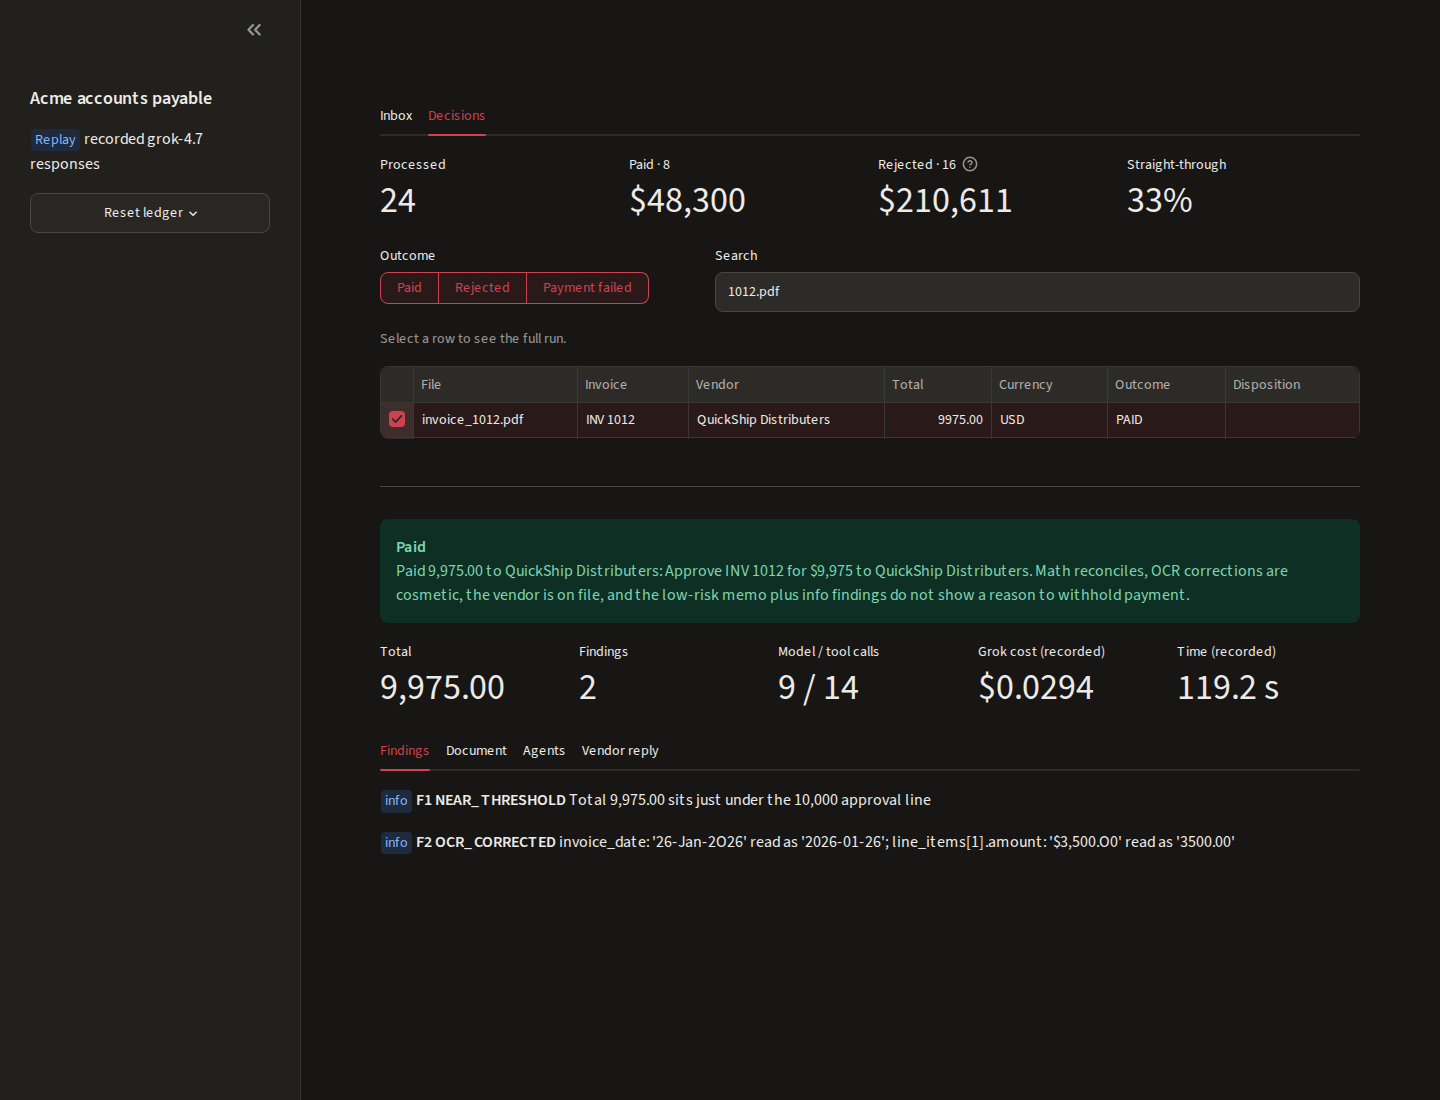 Acme accounts payable
Replay recorded grok-4.7
responses
Reset ledger
Inbox Decisions
Processed Paid · 8 Rejected · 16 Straight-through
24 $48,300 $210,611 33%
Outcome Search
Paid Rejected Payment failed 1012.pdf
Select a row to see the full run.
File Invoice Vendor Total Currency Outcome Disposition
invoice_1012.pdf INV 1012 QuickShip Distributers 9975.00 USD PAID
Paid
Paid 9,975.00 to QuickShip Distributers: Approve INV 1012 for $9,975 to QuickShip Distributers. Math reconciles, OCR corrections are
cosmetic, the vendor is on file, and the low-risk memo plus info findings do not show a reason to withhold payment.
Total Findings Model / tool calls Grok cost (recorded) Time (recorded)
9,975.00 2 9 / 14 $0.0294 119.2 s
Findings Document Agents Vendor reply
info F1 NEAR_THRESHOLD Total 9,975.00 sits just under the 10,000 approval line
info F2 OCR_CORRECTED invoice_date: '26-Jan-2O26' read as '2026-01-26'; line_items[1].amount: '$3,500.O0' read as '3500.00'